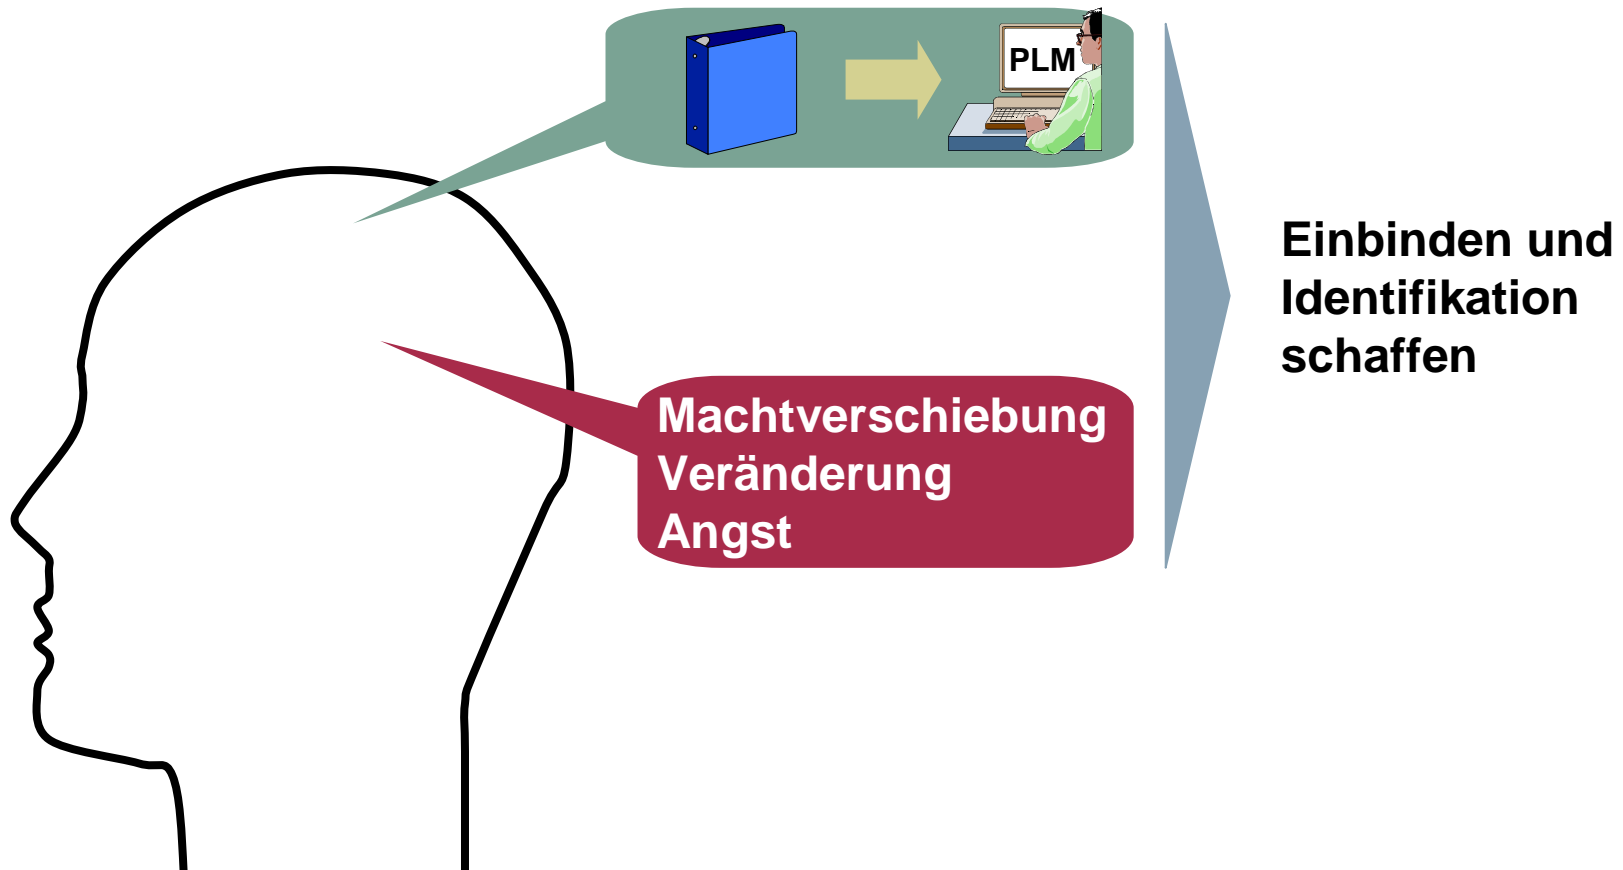 PLM
Einbinden und
Identifikation
schaffen
Machtverschiebung
Veränderung
Angst